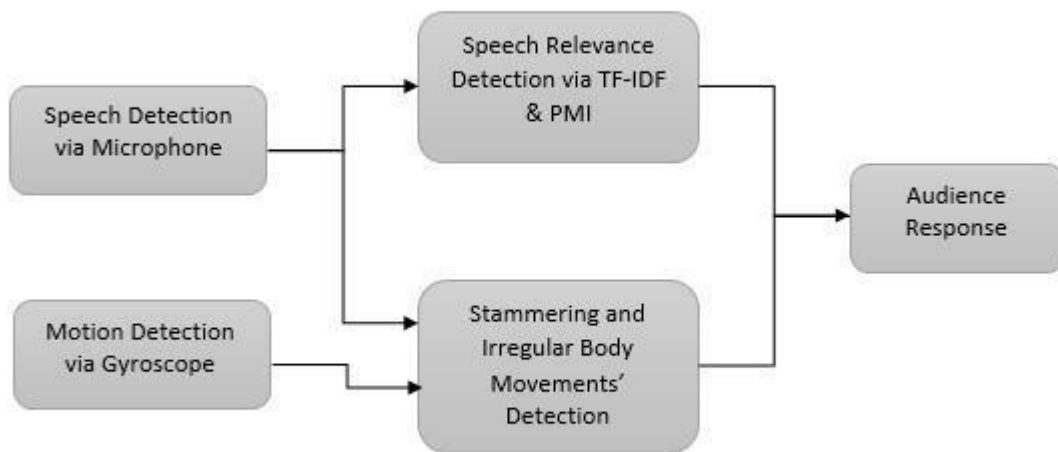 Speech Detection
via Microphone
Speech Relevance
Detection via TF-IDF
& PMI
Motion Detection
via Gyroscope
Stammering and
Irregular Body
Movements’
Detection
Audience
Response